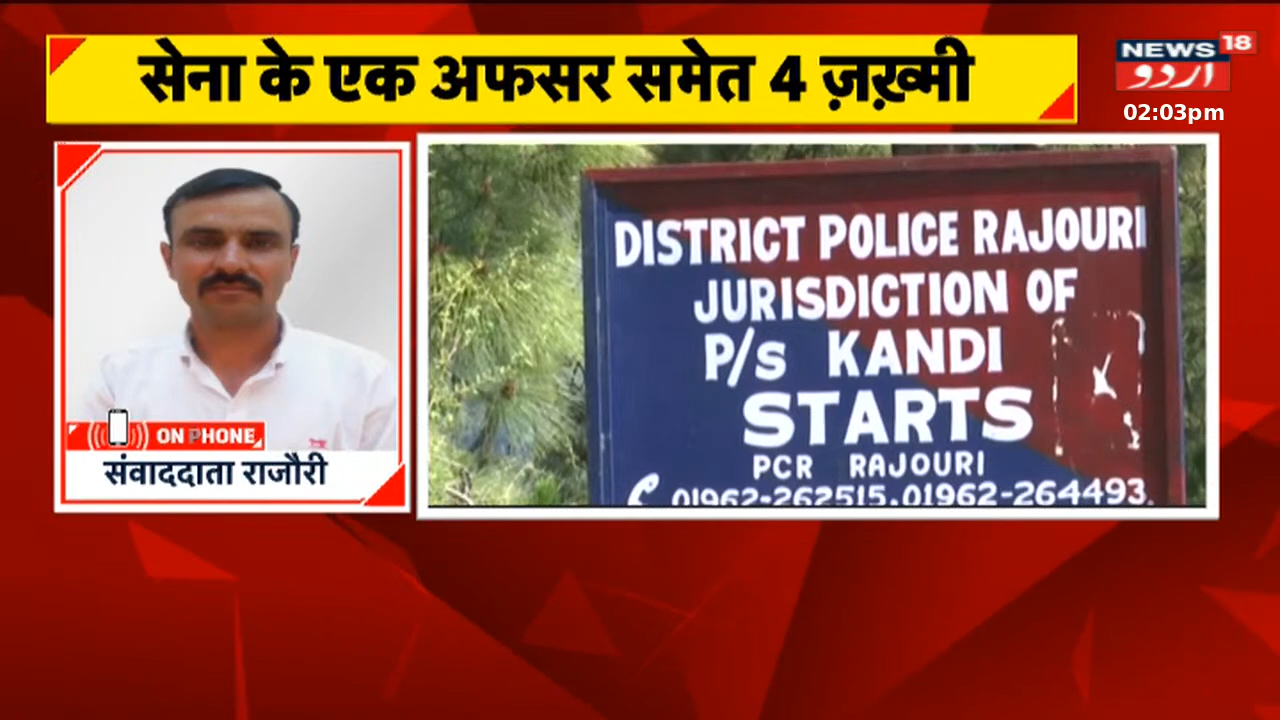 सेना के एक अफसर समेत 4 ज़ख़्मी
NEWS 18
اردو
02:03pm
DISTRICT POLICE RAJOURI
JURISDICTION OF
P/s KANDI
STARTS
PCR RAJOURI
01962-262515,01962-264493.
ON PHONE
संवाददाता राजौरी